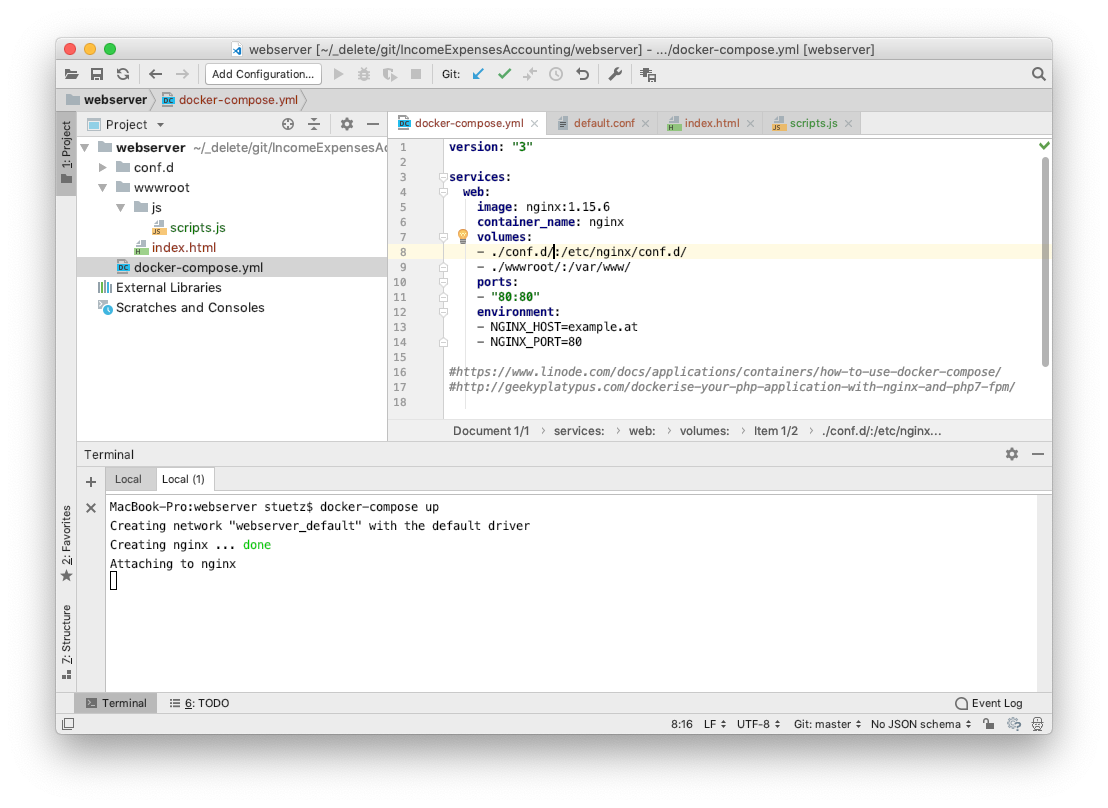 webserver [~/_delete/git/IncomeExpensesAccounting/webserver] - .../docker-compose.yml [webserver]
Add Configuration... Git:
webserver docker-compose.yml
1: Project
Project
webserver ~/_delete/git/IncomeExpensesAc
conf.d
wwwroot
js
scripts.js
index.html
docker-compose.yml
External Libraries
Scratches and Consoles
docker-compose.yml default.conf index.html scripts.js
1 version: "3"
2
3 services:
4 web:
5 image: nginx:1.15.6
6 container_name: nginx
7 volumes:
8 - ./conf.d/:/etc/nginx/conf.d/
9 - ./wwwroot/:/var/www/
10 ports:
11 - "80:80"
12 environment:
13 - NGINX_HOST=example.at
14 - NGINX_PORT=80
15
16 #https://www.linode.com/docs/applications/containers/how-to-use-docker-compose/
17 #http://geekyplatypus.com/dockerise-your-php-application-with-nginx-and-php7-fpm/
18
Document 1/1 › services: › web: › volumes: › Item 1/2 › ./conf.d/:/etc/nginx...
Terminal
Local Local (1)
MacBook-Pro:webserver stuetz$ docker-compose up
Creating network "webserver_default" with the default driver
Creating nginx ... done
Attaching to nginx
2: Favorites
7: Structure
Terminal 6: TODO Event Log
8:16 LF UTF-8 Git: master No JSON schema